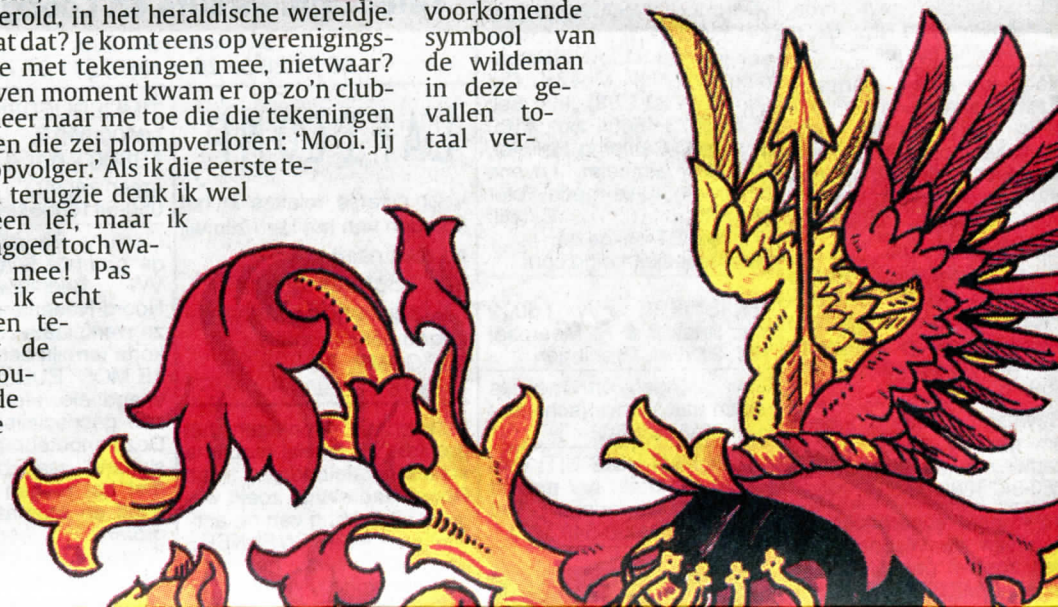 erold, in het heraldische wereldje.
at dat? Je komt eens op verenigings-
e met tekeningen mee, nietwaar?
ven moment kwam er op zo’n club-
eer naar me toe die die tekeningen
en die zei plompverloren: ‘Mooi. Jij
opvolger.’ Als ik die eerste te-
terugzie denk ik wel
een lef, maar ik
goed toch wa-
mee! Pas
ik echt
en te-
de
ou-
de
voorkomende
symbool van
de wildeman
in deze ge-
vallen to-
taal ver-